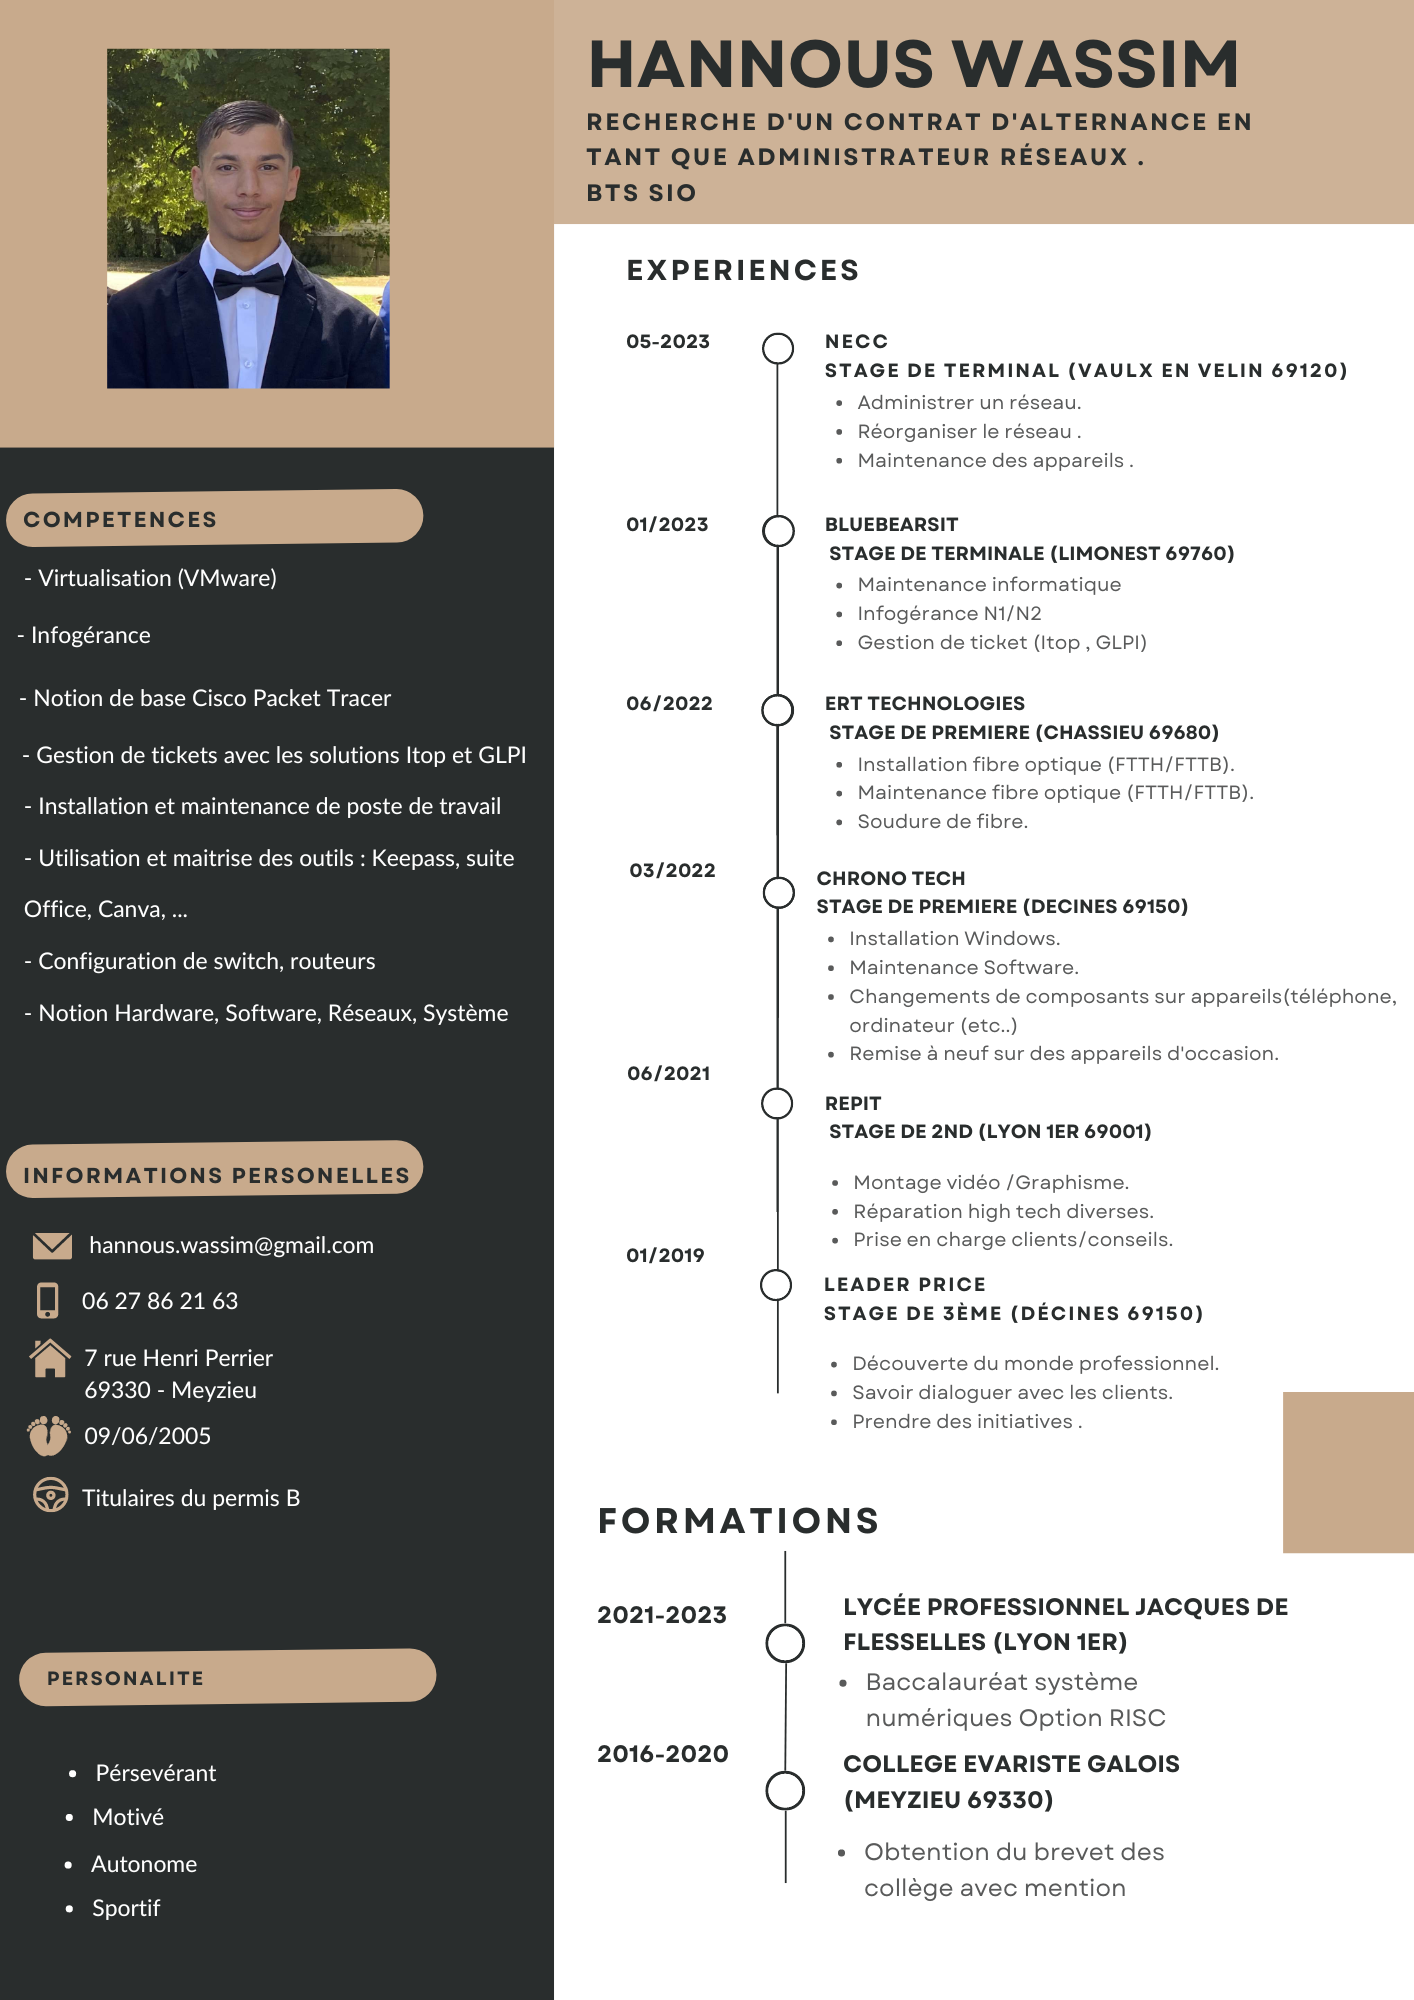 HANNOUS WASSIM
RECHERCHE D'UN CONTRAT D'ALTERNANCE EN
TANT QUE ADMINISTRATEUR RÉSEAUX .
BTS SIO
COMPETENCES
- Virtualisation (VMware)
- Infogérance
- Notion de base Cisco Packet Tracer
- Gestion de tickets avec les solutions Itop et GLPI
- Installation et maintenance de poste de travail
- Utilisation et maitrise des outils : Keepass, suite
Office, Canva, ...
- Configuration de switch, routeurs
- Notion Hardware, Software, Réseaux, Système
INFORMATIONS PERSONELLES
hannous.wassim@gmail.com
06 27 86 21 63
7 rue Henri Perrier
69330 - Meyzieu
09/06/2005
Titulaires du permis B
PERSONALITE
• Pérsevérant
• Motivé
• Autonome
• Sportif
EXPERIENCES
05-2023
NECC
STAGE DE TERMINAL (VAULX EN VELIN 69120)
• Administrer un réseau.
• Réorganiser le réseau .
• Maintenance des appareils .
01/2023
BLUEBEARSIT
STAGE DE TERMINALE (LIMONEST 69760)
• Maintenance informatique
• Infogérance N1/N2
• Gestion de ticket (Itop , GLPI)
06/2022
ERT TECHNOLOGIES
STAGE DE PREMIERE (CHASSIEU 69680)
• Installation fibre optique (FTTH/FTTB).
• Maintenance fibre optique (FTTH/FTTB).
• Soudure de fibre.
03/2022
CHRONO TECH
STAGE DE PREMIERE (DECINES 69150)
• Installation Windows.
• Maintenance Software.
• Changements de composants sur appareils(téléphone,
ordinateur (etc..)
• Remise à neuf sur des appareils d'occasion.
06/2021
REPIT
STAGE DE 2ND (LYON 1ER 69001)
• Montage vidéo /Graphisme.
• Réparation high tech diverses.
• Prise en charge clients/conseils.
01/2019
LEADER PRICE
STAGE DE 3ÈME (DÉCINES 69150)
• Découverte du monde professionnel.
• Savoir dialoguer avec les clients.
• Prendre des initiatives .
FORMATIONS
2021-2023
LYCÉE PROFESSIONNEL JACQUES DE
FLESSELLES (LYON 1ER)
• Baccalauréat système
numériques Option RISC
2016-2020
COLLEGE EVARISTE GALOIS
(MEYZIEU 69330)
• Obtention du brevet des
collège avec mention